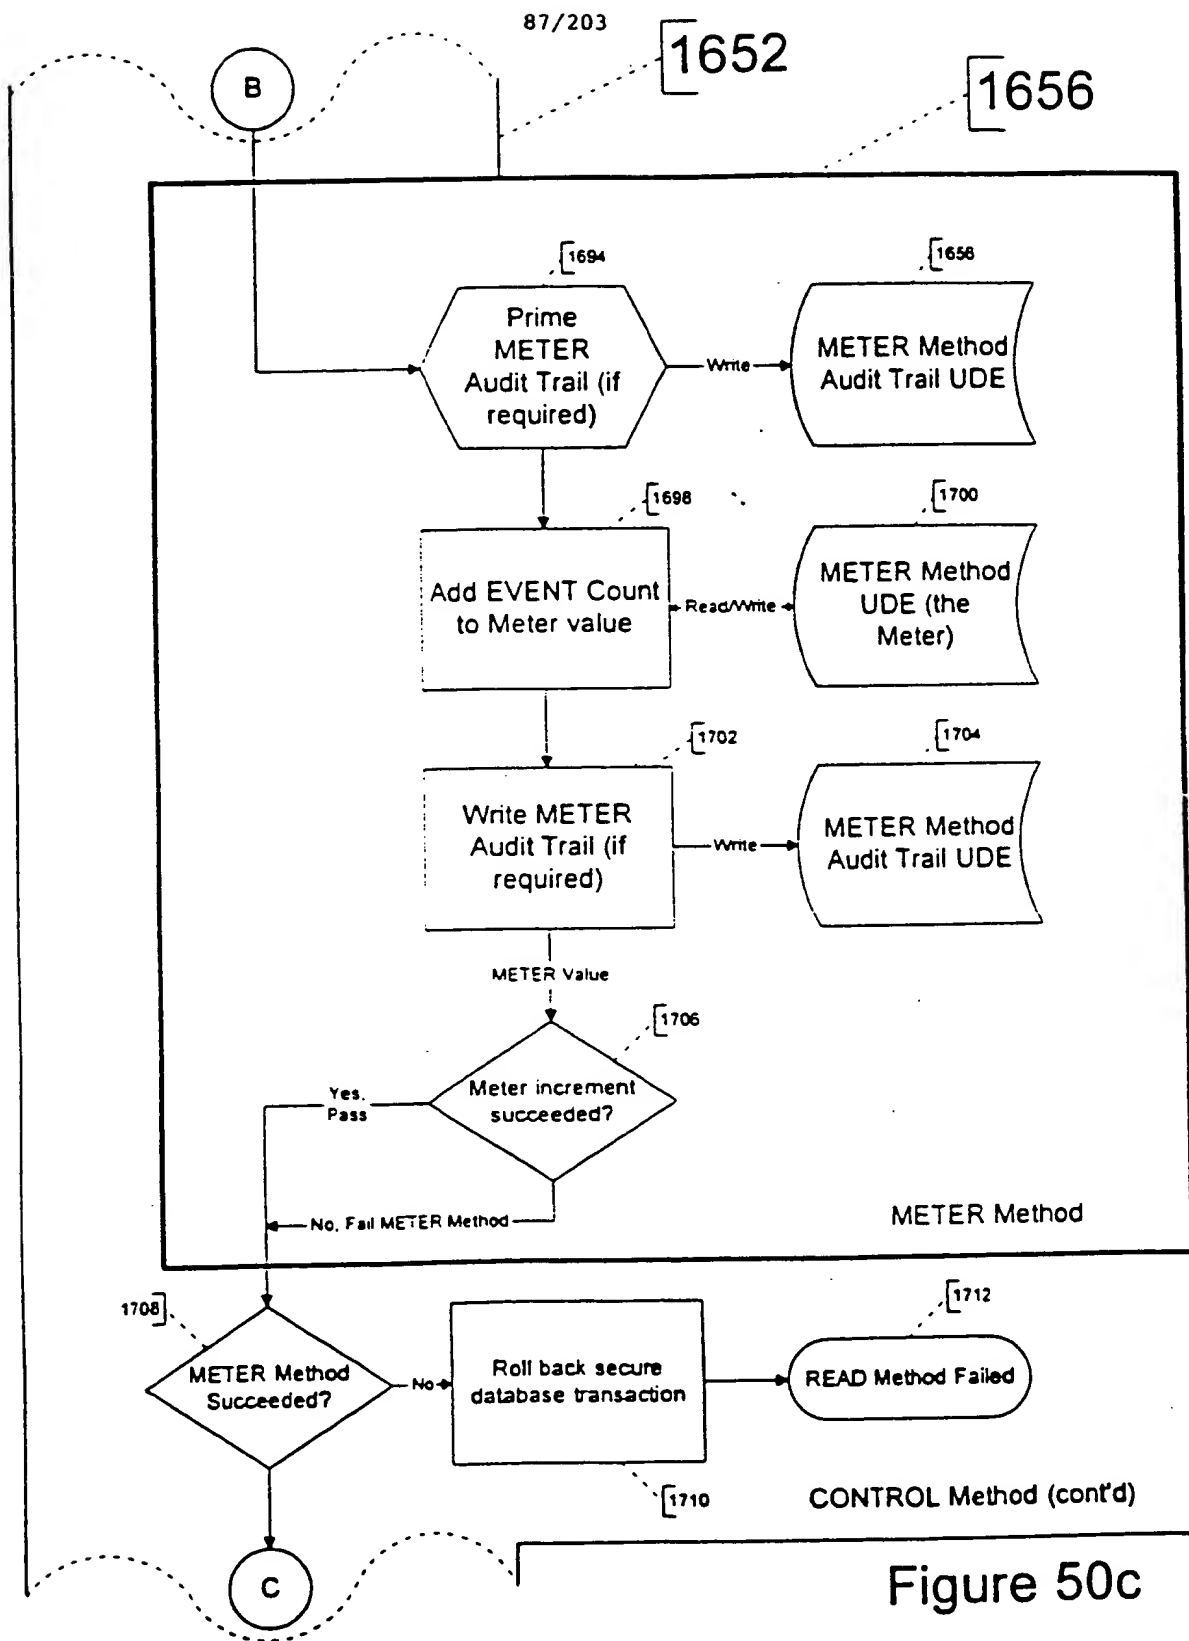 87/203
1652
1656
B
1694
Prime
METER
Audit Trail (if
required)
Write
1658
METER Method
Audit Trail UDE
1698
Add EVENT Count
to Meter value
Read/Write
1700
METER Method
UDE (the
Meter)
1702
Write METER
Audit Trail (if
required)
Write
1704
METER Method
Audit Trail UDE
METER Value
1706
Meter increment
succeeded?
Yes,
Pass
No, Fail METER Method
METER Method
1708
METER Method
Succeeded?
No
Roll back secure
database transaction
1710
1712
READ Method Failed
CONTROL Method (cont'd)
C
Figure 50c